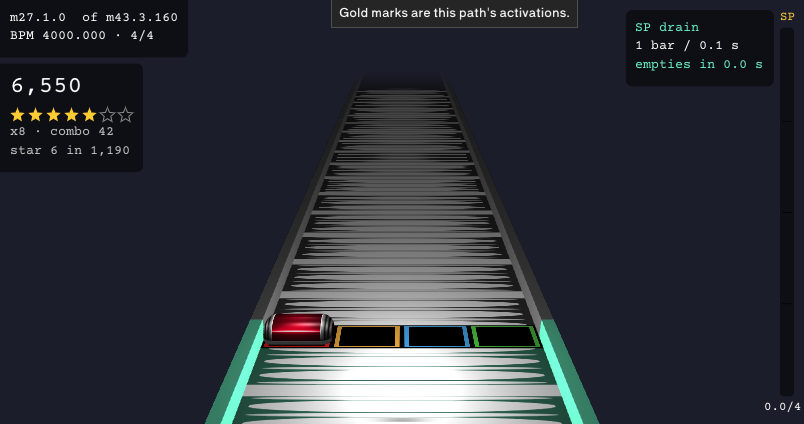 m27.1.0 of m43.3.160
BPM 4000.000 · 4/4
Gold marks are this path's activations.
SP drain
1 bar / 0.1 s
empties in 0.0 s
SP
6,550
x8 · combo 42
star 6 in 1,190
0.0/4